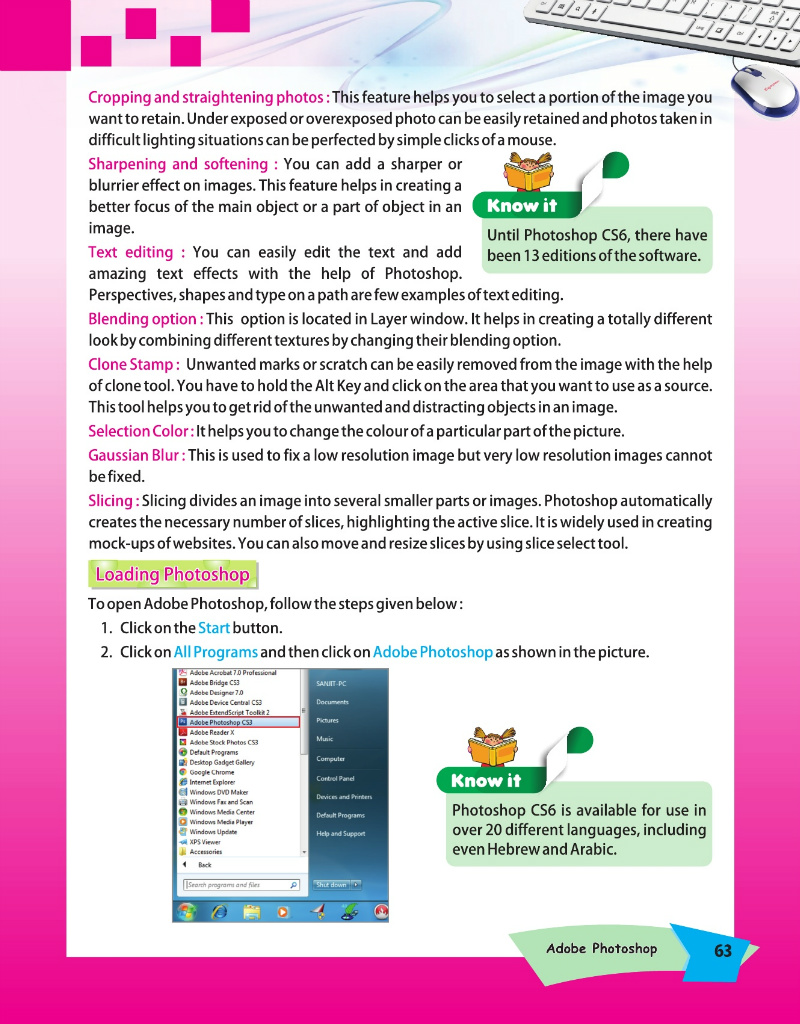 Cropping and straightening photos : This feature helps you to select a portion of the image you
want to retain. Under exposed or overexposed photo can be easily retained and photos taken in
difficult lighting situations can be perfected by simple clicks of a mouse.
Sharpening and softening : You can add a sharper or
blurrier effect on images. This feature helps in creating a
better focus of the main object or a part of object in an
image.
Know it
Until Photoshop CS6, there have
been 13 editions of the software.
Text editing : You can easily edit the text and add
amazing text effects with the help of Photoshop.
Perspectives, shapes and type on a path are few examples of text editing.
Blending option : This option is located in Layer window. It helps in creating a totally different
look by combining different textures by changing their blending option.
Clone Stamp : Unwanted marks or scratch can be easily removed from the image with the help
of clone tool. You have to hold the Alt Key and click on the area that you want to use as a source.
This tool helps you to get rid of the unwanted and distracting objects in an image.
Selection Color : It helps you to change the colour of a particular part of the picture.
Gaussian Blur : This is used to fix a low resolution image but very low resolution images cannot
be fixed.
Slicing : Slicing divides an image into several smaller parts or images. Photoshop automatically
creates the necessary number of slices, highlighting the active slice. It is widely used in creating
mock-ups of websites. You can also move and resize slices by using slice select tool.
Loading Photoshop
To open Adobe Photoshop, follow the steps given below :
1. Click on the Start button.
2. Click on All Programs and then click on Adobe Photoshop as shown in the picture.
Adobe Acrobat 7.0 Professional
Adobe Bridge CS3
Adobe Designer 7.0
Adobe Device Central CS3
Adobe ExtendScript Toolkit 2
Adobe Photoshop CS3
Adobe Reader X
Adobe Stock Photos CS3
Default Programs
Desktop Gadget Gallery
Google Chrome
Internet Explorer
Windows DVD Maker
Windows Fax and Scan
Windows Media Center
Windows Media Player
Windows Update
XPS Viewer
Accessories
Back
Search programs and files
SANJIT-PC
Documents
Pictures
Music
Computer
Control Panel
Devices and Printers
Default Programs
Help and Support
Shut down
Know it
Photoshop CS6 is available for use in
over 20 different languages, including
even Hebrew and Arabic.
Adobe Photoshop
63